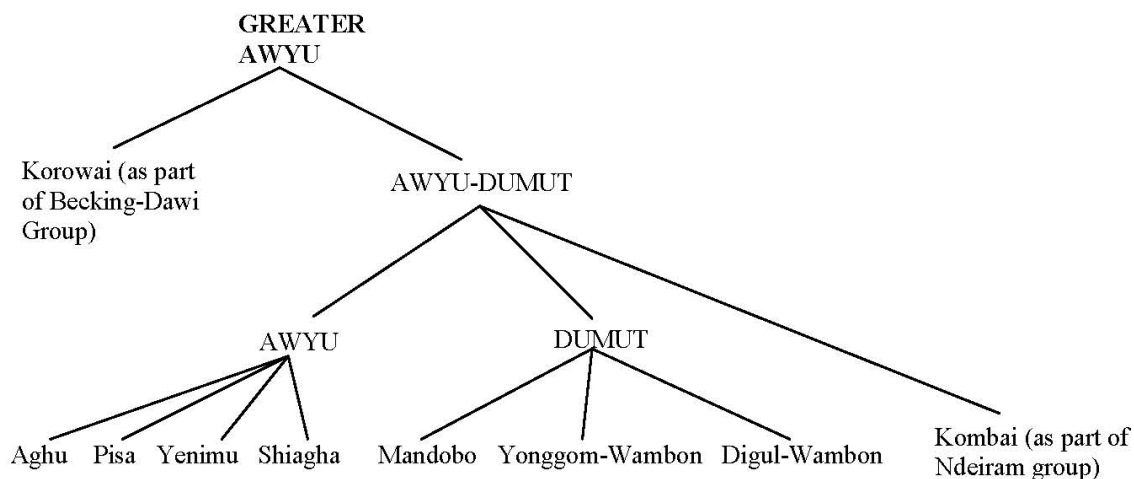 GREATER
AWYU
Korowai (as part
of Becking-Dawi
Group)
AWYU-DUMUT
AWYU
DUMUT
Aghu
Pisa
Yenimu
Shiagha
Mandobo
Yonggom-Wambon
Digul-Wambon
Kombai (as part of
Ndeiram group)